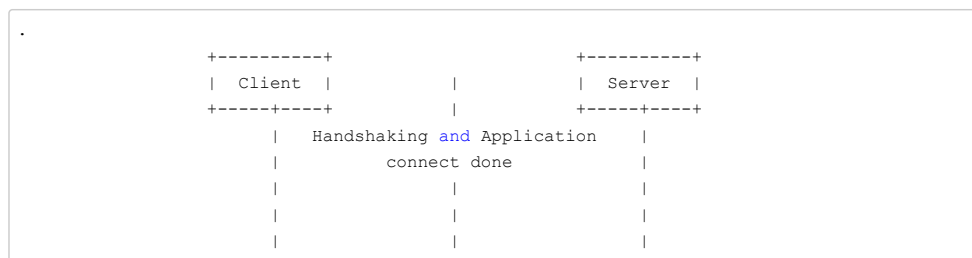 .
+----------+ +----------+
| Client | | | Server |
+-----+----+ | +-----+----+
| Handshaking and Application |
| connect done |
| | |
| | |
| | |